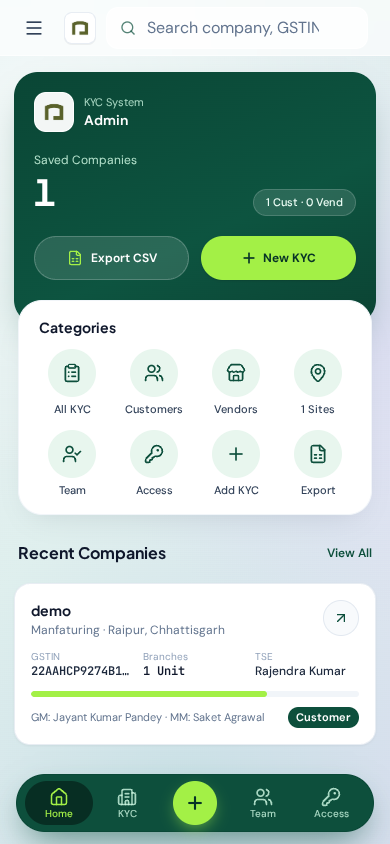 Search company, GSTIN
KYC System
Admin
Saved Companies
1
1 Cust · 0 Vend
Export CSV
New KYC
Categories
All KYC
Customers
Vendors
1 Sites
Team
Access
Add KYC
Export
Recent Companies
View All
demo
Manfaturing · Raipur, Chhattisgarh
GSTIN
Branches
TSE
22AAHCP9274B1…
1 Unit
Rajendra Kumar
GM: Jayant Kumar Pandey · MM: Saket Agrawal
Customer
Home
KYC
Team
Access